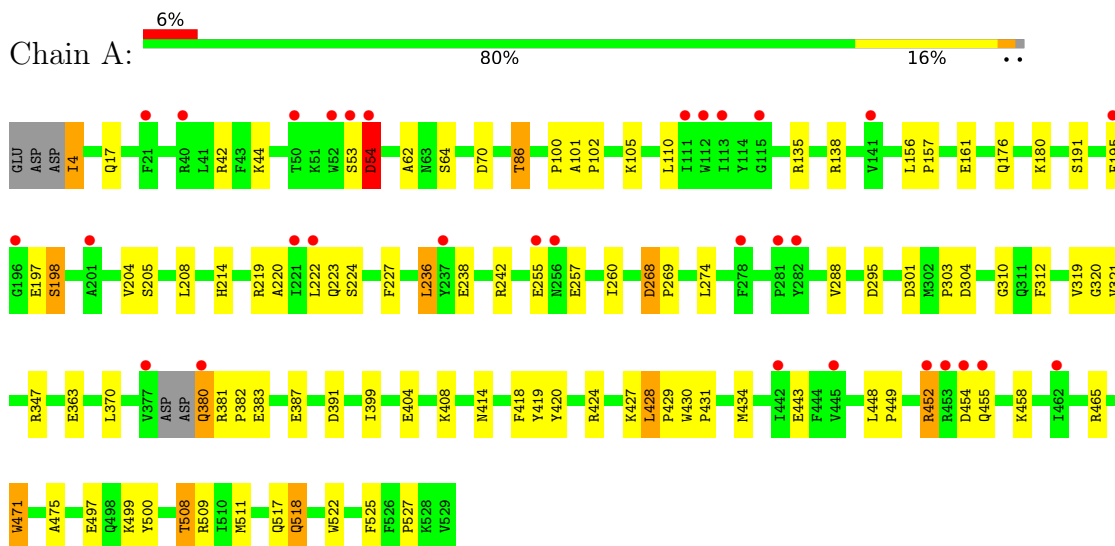 6%
Chain A:
80% 16% • •
GLU ASP ASP I4 Q17 F21 R40 L41 R42 F43 K44 T50 K51 W52 S53 D54 A62 N63 S64 D70 T86 P100 A101 P102 K105 L110 I111 W112 I113 Y114 G115 R135 R138 V141 L156 P157 E161 Q176 K180 S191 E195
G196 E197 S198 A201 V204 S205 L208 H214 R219 A220 I221 L222 Q223 S224 F227 L236 Y237 E238 R242 E255 N256 E257 I260 D268 P269 L274 F278 P281 Y282 V288 D295 D301 M302 P303 D304 G310 Q311 F312 V319 G320 V321
R347 E363 L370 V377 ASP ASP Q380 R381 P382 E383 E387 D391 I399 E404 K408 N414 F418 Y419 Y420 R424 K427 L428 P429 W430 P431 M434 I442 E443 F444 V445 L448 P449 R452 R453 D454 Q455 K458 I462 R465
W471 A475 E497 Q498 K499 Y500 T508 R509 I510 M511 Q517 Q518 W522 F525 F526 P527 K528 V529